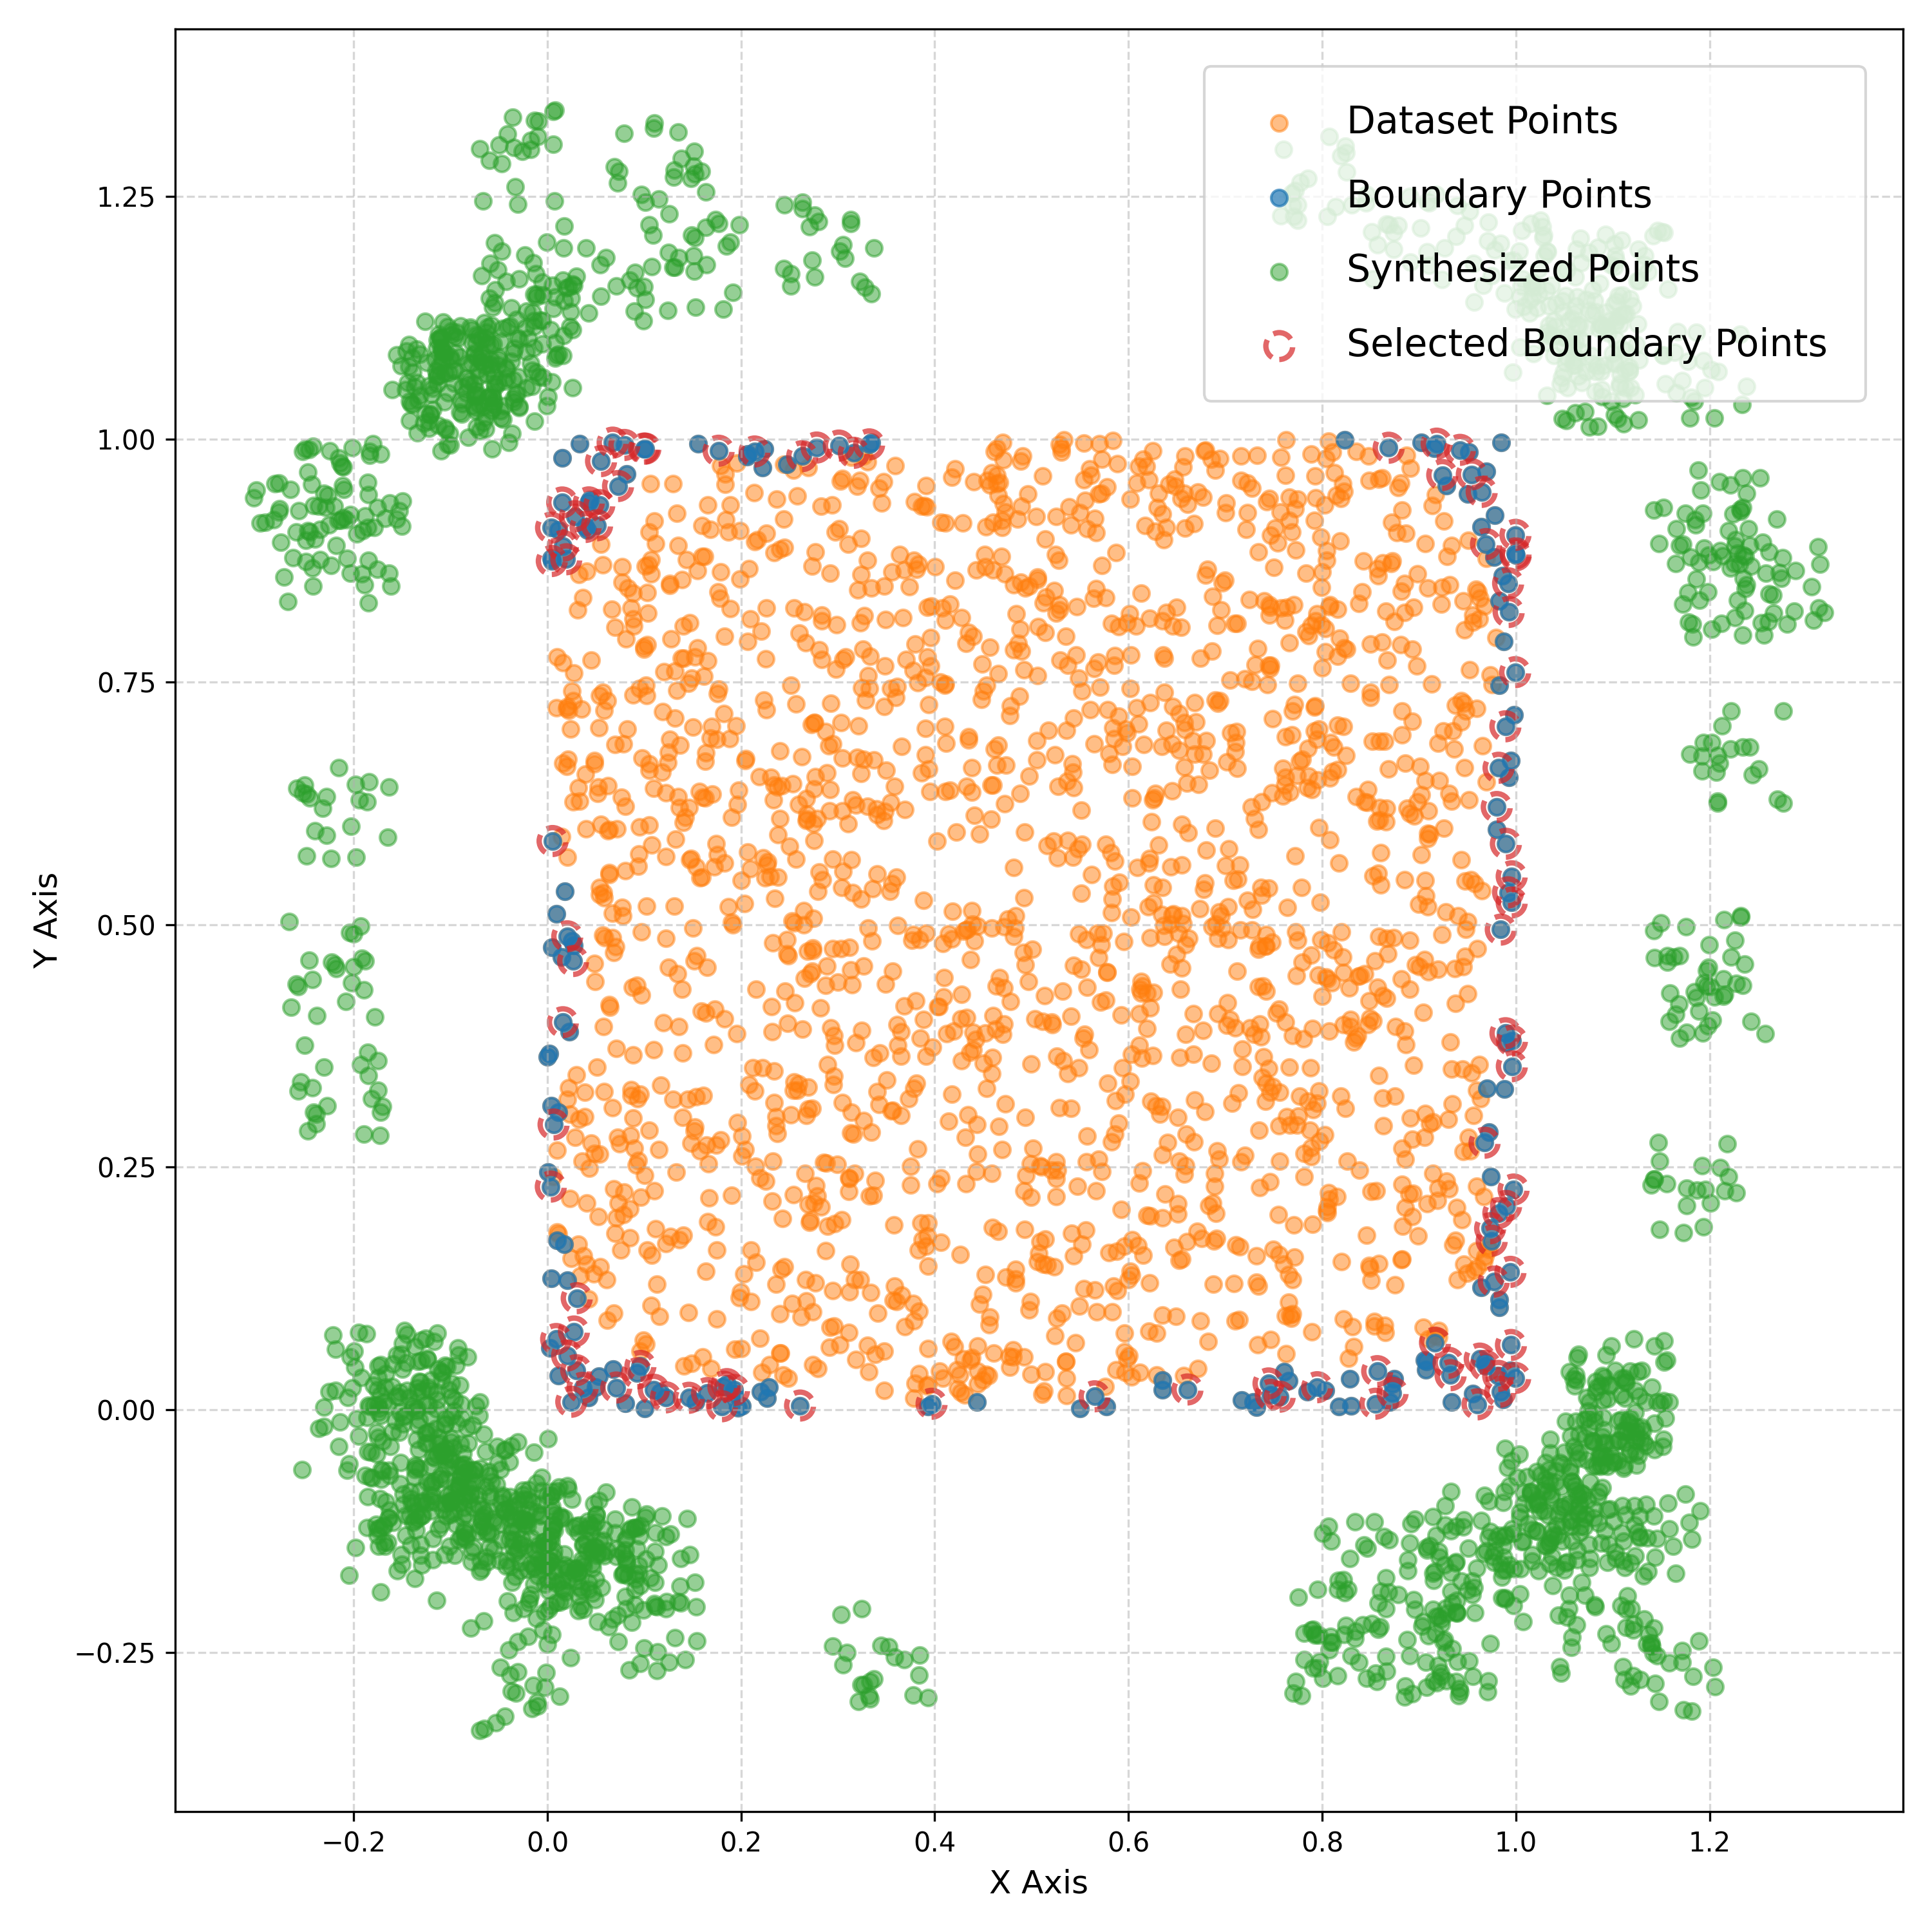 Dataset Points
Boundary Points
Synthesized Points
Selected Boundary Points
1.25
1.00
0.75
0.50
0.25
0.00
−0.25
Y Axis
−0.2 0.0 0.2 0.4 0.6 0.8 1.0 1.2
X Axis